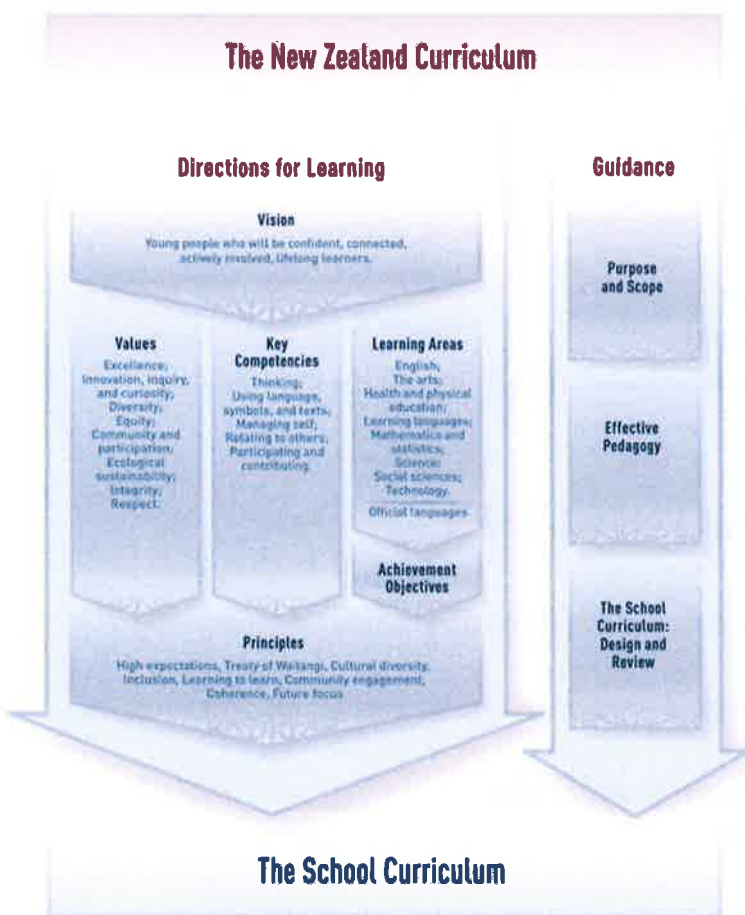 The New Zealand Curriculum
Directions for Learning
Vision
Young people who will be confident, connected,
actively involved, lifelong learners.
Values
Excellence;
Innovation, inquiry,
and curiosity;
Diversity;
Equity;
Community and
participation;
Ecological
sustainability;
Integrity;
Respect.
Key
Competencies
Thinking;
Using language,
symbols, and texts;
Managing self;
Relating to others;
Participating and
contributing.
Learning Areas
English;
The arts;
Health and physical
education;
Learning languages;
Mathematics and
statistics;
Science;
Social sciences;
Technology.
Official languages
Achievement
Objectives
Principles
High expectations, Treaty of Waitangi, Cultural diversity,
Inclusion, Learning to learn, Community engagement,
Coherence, Future focus
Guidance
Purpose
and Scope
Effective
Pedagogy
The School
Curriculum:
Design and
Review
The School Curriculum